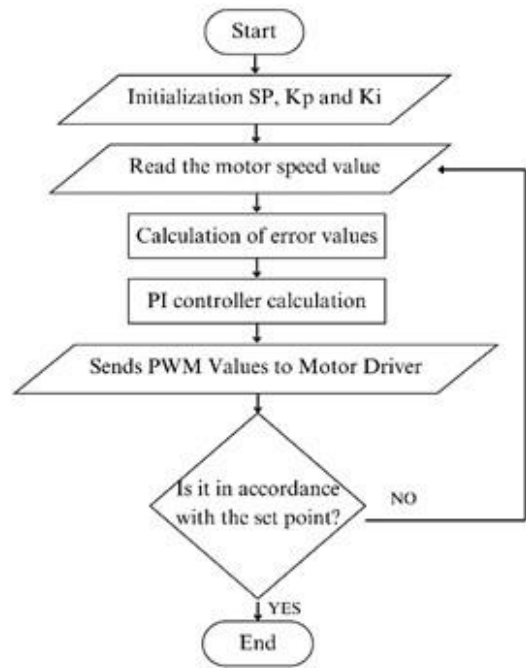 Start
Initialization SP, Kp and Ki
Read the motor speed value
Calculation of error values
PI controller calculation
Sends PWM Values to Motor Driver
Is it in accordance
with the set point?
NO
YES
End